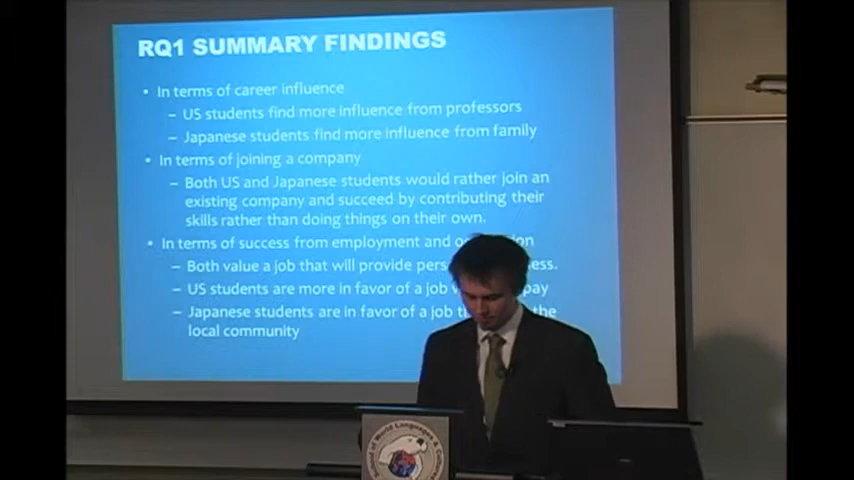 RQ1 SUMMARY FINDINGS
• In terms of career influence
– US students find more influence from professors
– Japanese students find more influence from family
• In terms of joining a company
– Both US and Japanese students would rather join an
existing company and succeed by contributing their
skills rather than doing things on their own.
• In terms of success from employment and
– Both value a job that will provide
– US students are more in favor of a job pay
– Japanese students are in favor of a job the
local community
of World Languages &